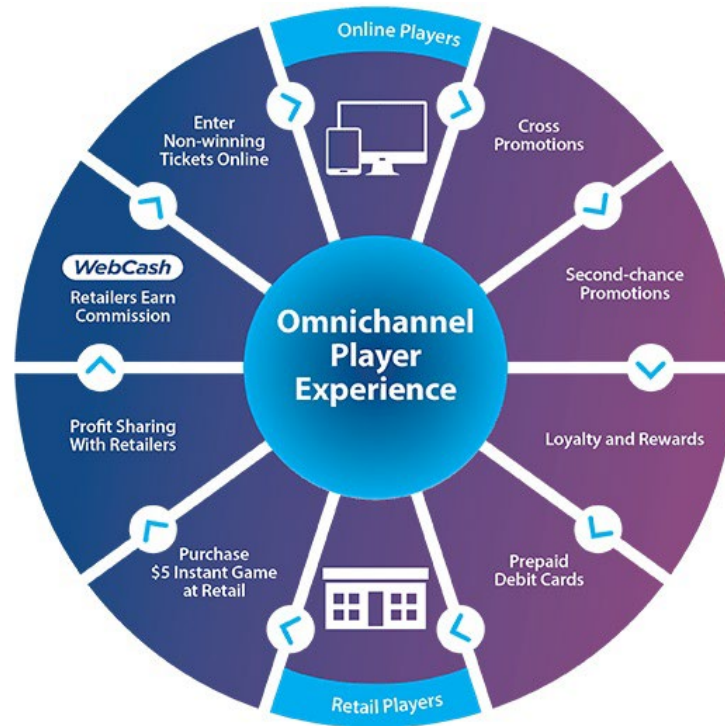 Online Players
Cross
Promotions
Second-chance
Promotions
Loyalty and Rewards
Prepaid
Debit Cards
Retail Players
Purchase
$5 Instant Game
at Retail
Profit Sharing
With Retailers
WebCash
Retailers Earn
Commission
Enter
Non-winning
Tickets Online
Omnichannel
Player
Experience